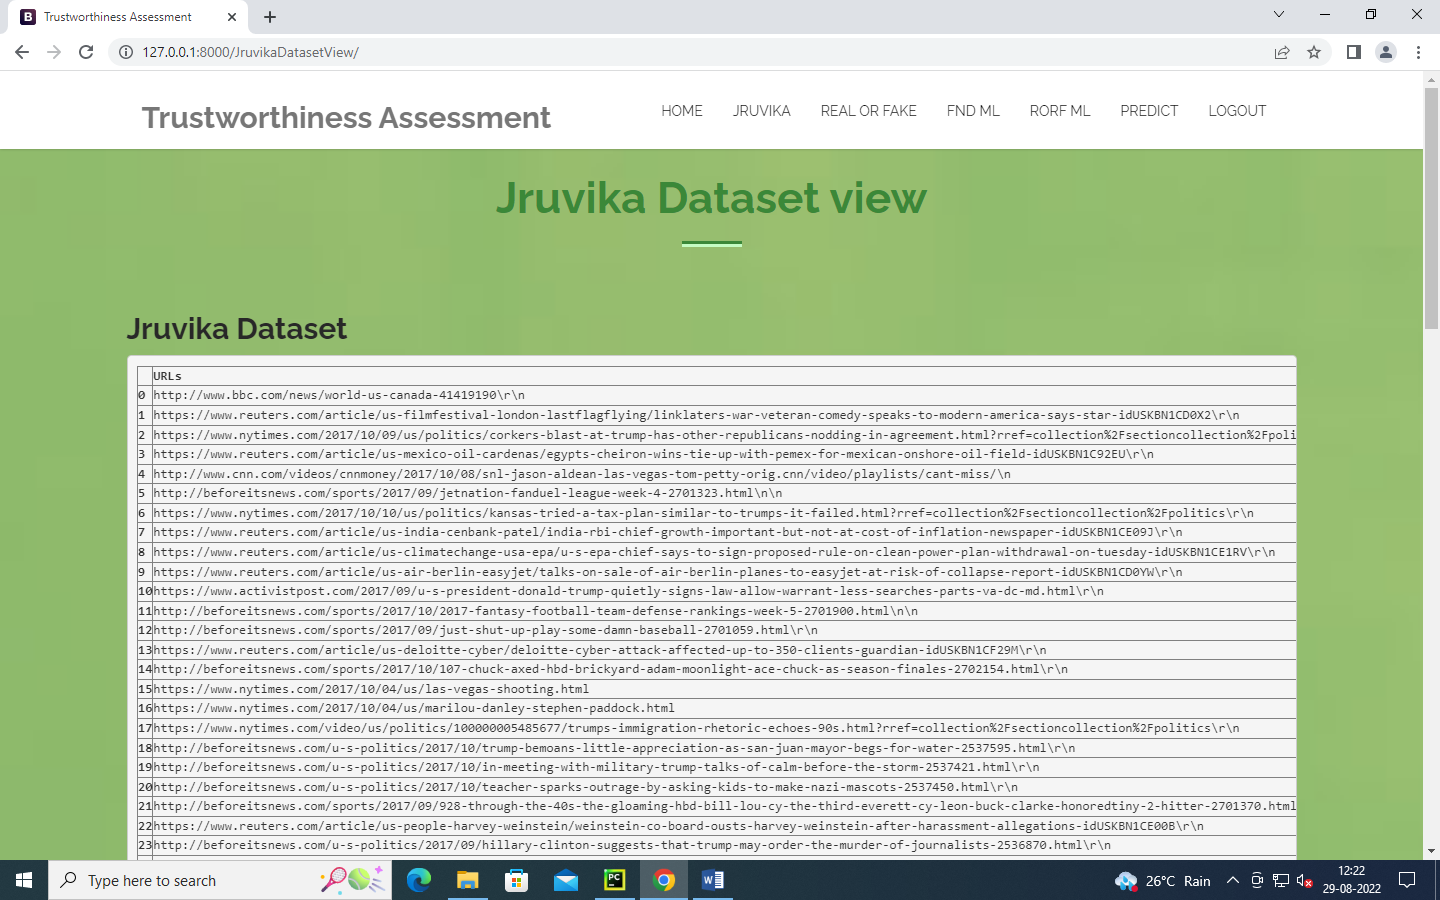 Trustworthiness Assessment
127.0.0.1:8000/JruvikaDatasetView/
Trustworthiness Assessment
HOME JRUVIKA REAL OR FAKE FND ML RORF ML PREDICT LOGOUT
Jruvika Dataset view
Jruvika Dataset
URLs
0 http://www.bbc.com/news/world-us-canada-41419190\r\n
1 https://www.reuters.com/article/us-filmfestival-london-lastflagflying/linklaters-war-veteran-comedy-speaks-to-modern-america-says-star-idUSKBN1CD0X2\r\n
2 https://www.nytimes.com/2017/10/09/us/politics/corkers-blast-at-trump-has-other-republicans-nodding-in-agreement.html?rref=collection%2Fsectioncollection%2Fpoli
3 https://www.reuters.com/article/us-mexico-oil-cardenas/egypts-cheiron-wins-tie-up-with-pemex-for-mexican-onshore-oil-field-idUSKBN1C92EU\r\n
4 http://www.cnn.com/videos/cnnmoney/2017/10/08/snl-jason-aldean-las-vegas-tom-petty-orig.cnn/video/playlists/cant-miss/\n
5 http://beforeitsnews.com/sports/2017/09/jetnation-fanduel-league-week-4-2701323.html\n\n
6 https://www.nytimes.com/2017/10/10/us/politics/kansas-tried-a-tax-plan-similar-to-trumps-it-failed.html?rref=collection%2Fsectioncollection%2Fpolitics\r\n
7 https://www.reuters.com/article/us-india-cenbank-patel/india-rbi-chief-growth-important-but-not-at-cost-of-inflation-newspaper-idUSKBN1CE09J\r\n
8 https://www.reuters.com/article/us-climatechange-usa-epa/u-s-epa-chief-says-to-sign-proposed-rule-on-clean-power-plan-withdrawal-on-tuesday-idUSKBN1CE1RV\r\n
9 https://www.reuters.com/article/us-air-berlin-easyjet/talks-on-sale-of-air-berlin-planes-to-easyjet-at-risk-of-collapse-report-idUSKBN1CD0YW\r\n
10 https://www.activistpost.com/2017/09/u-s-president-donald-trump-quietly-signs-law-allow-warrant-less-searches-parts-va-dc-md.html\r\n
11 http://beforeitsnews.com/sports/2017/10/2017-fantasy-football-team-defense-rankings-week-5-2701900.html\n\n
12 http://beforeitsnews.com/sports/2017/09/just-shut-up-play-some-damn-baseball-2701059.html\r\n
13 https://www.reuters.com/article/us-deloitte-cyber/deloitte-cyber-attack-affected-up-to-350-clients-guardian-idUSKBN1CF29M\r\n
14 http://beforeitsnews.com/sports/2017/10/107-chuck-axed-hbd-brickyard-adam-moonlight-ace-chuck-as-season-finales-2702154.html\r\n
15 https://www.nytimes.com/2017/10/04/us/las-vegas-shooting.html
16 https://www.nytimes.com/2017/10/04/us/marilou-danley-stephen-paddock.html
17 https://www.nytimes.com/video/us/politics/100000005485677/trumps-immigration-rhetoric-echoes-90s.html?rref=collection%2Fsectioncollection%2Fpolitics\r\n
18 http://beforeitsnews.com/u-s-politics/2017/10/trump-bemoans-little-appreciation-as-san-juan-mayor-begs-for-water-2537595.html\r\n
19 http://beforeitsnews.com/u-s-politics/2017/10/in-meeting-with-military-trump-talks-of-calm-before-the-storm-2537421.html\r\n
20 http://beforeitsnews.com/u-s-politics/2017/10/teacher-sparks-outrage-by-asking-kids-to-make-nazi-mascots-2537450.html\r\n
21 http://beforeitsnews.com/sports/2017/09/928-through-the-40s-the-gloaming-hbd-bill-lou-cy-the-third-everett-cy-leon-buck-clarke-honoredtiny-2-hitter-2701370.html
22 https://www.reuters.com/article/us-people-harvey-weinstein/weinstein-co-board-ousts-harvey-weinstein-after-harassment-allegations-idUSKBN1CE00B\r\n
23 http://beforeitsnews.com/u-s-politics/2017/09/hillary-clinton-suggests-that-trump-may-order-the-murder-of-journalists-2536870.html\r\n
Type here to search
26°C Rain
12:22
29-08-2022